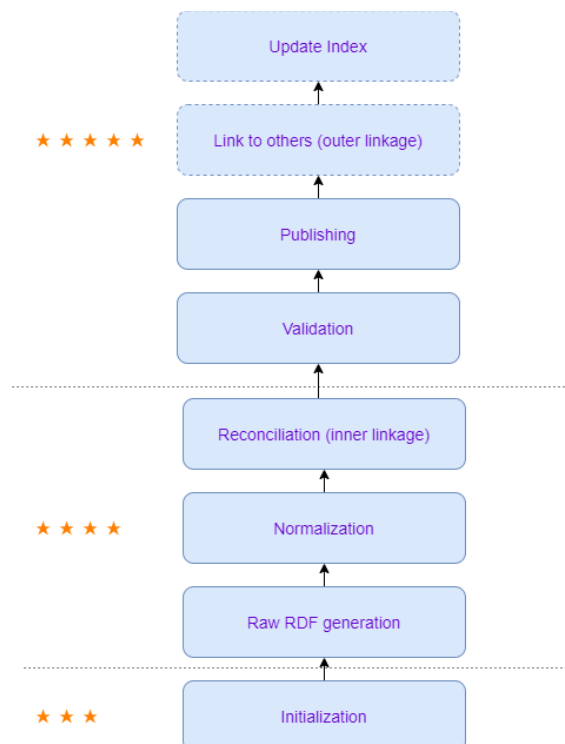 Update Index
★ ★ ★ ★ ★ Link to others (outer linkage)
Publishing
Validation
Reconciliation (inner linkage)
★ ★ ★ ★ Normalization
Raw RDF generation
★ ★ ★ Initialization